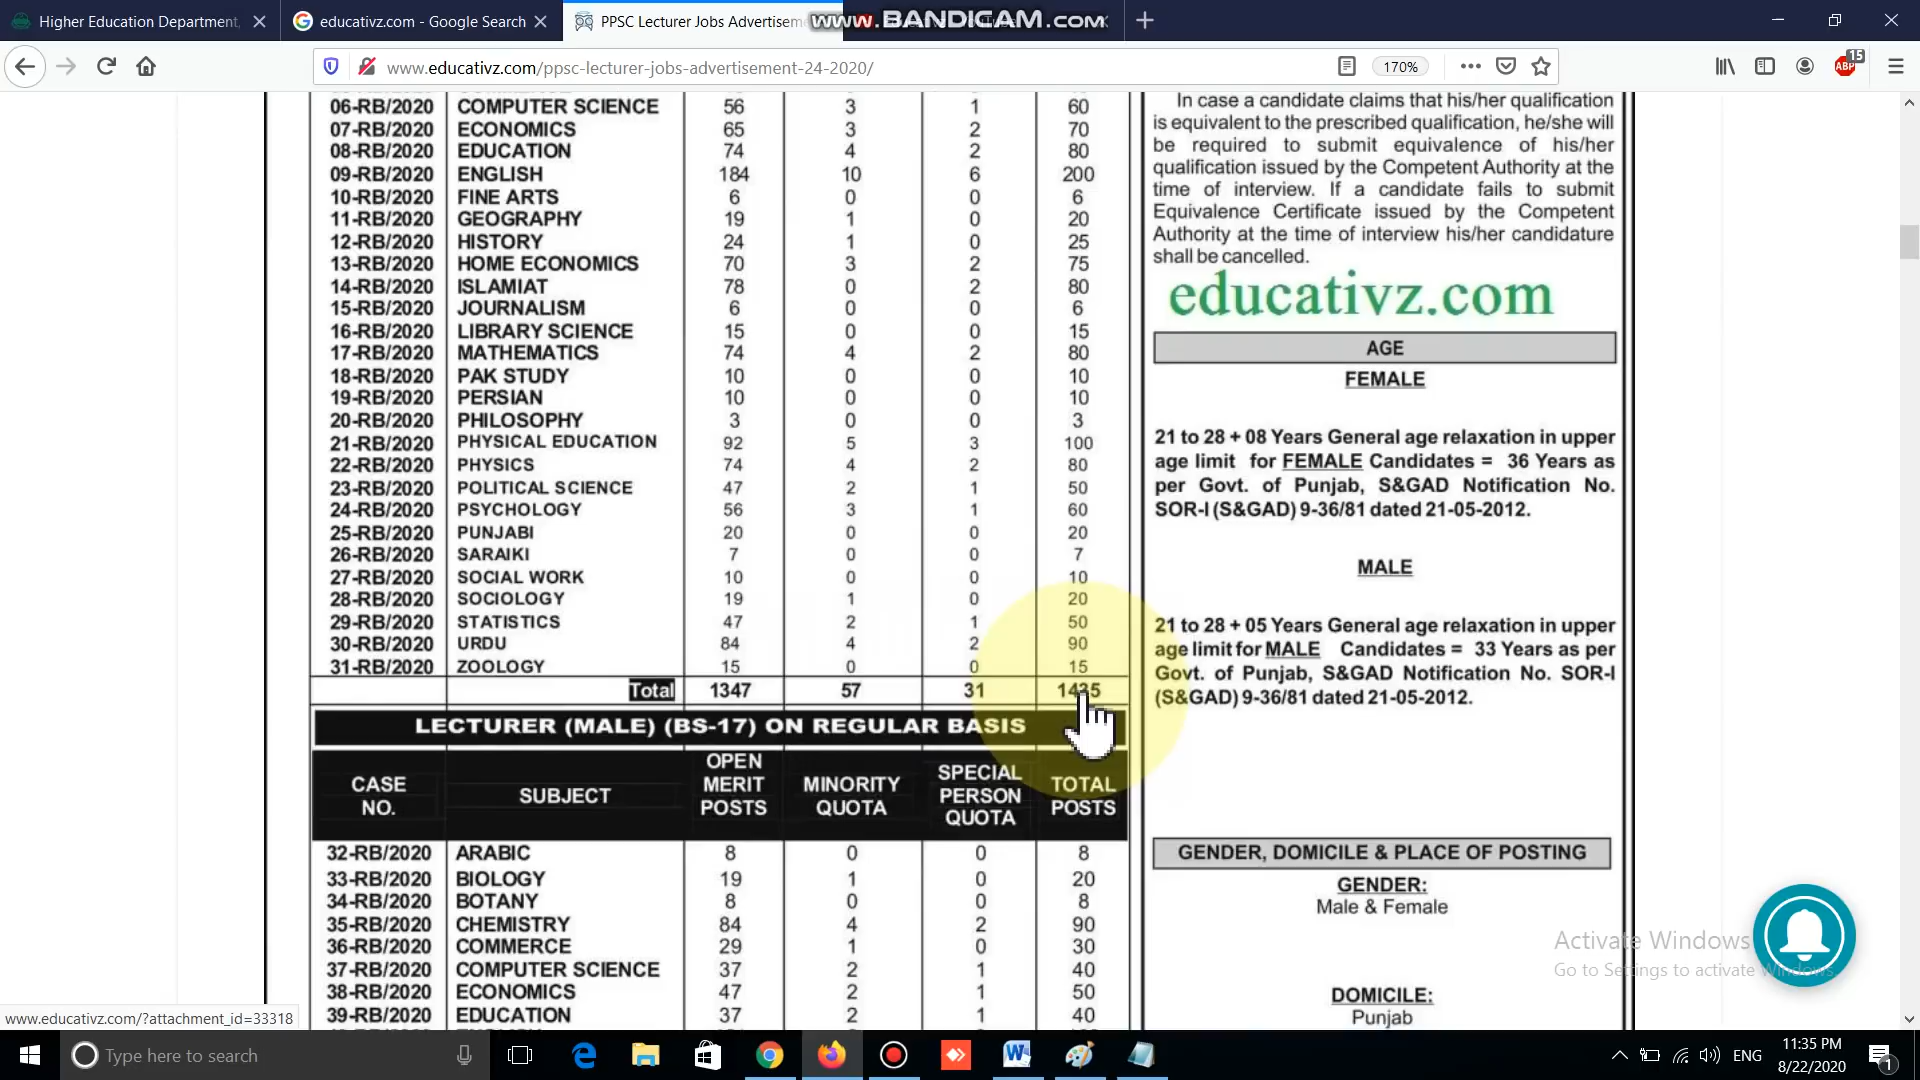 Higher Education Department,
educativz.com - Google Search
PPSC Lecturer Jobs Advertisem
WWW.BANDICAM.COM
www.educativz.com/ppsc-lecturer-jobs-advertisement-24-2020/
170%
15
ABP
06-RB/2020 COMPUTER SCIENCE 56 3 1 60
07-RB/2020 ECONOMICS 65 3 2 70
08-RB/2020 EDUCATION 74 4 2 80
09-RB/2020 ENGLISH 184 10 6 200
10-RB/2020 FINE ARTS 6 0 0 6
11-RB/2020 GEOGRAPHY 19 1 0 20
12-RB/2020 HISTORY 24 1 0 25
13-RB/2020 HOME ECONOMICS 70 3 2 75
14-RB/2020 ISLAMIAT 78 0 2 80
15-RB/2020 JOURNALISM 6 0 0 6
16-RB/2020 LIBRARY SCIENCE 15 0 0 15
17-RB/2020 MATHEMATICS 74 4 2 80
18-RB/2020 PAK STUDY 10 0 0 10
19-RB/2020 PERSIAN 10 0 0 10
20-RB/2020 PHILOSOPHY 3 0 0 3
21-RB/2020 PHYSICAL EDUCATION 92 5 3 100
22-RB/2020 PHYSICS 74 4 2 80
23-RB/2020 POLITICAL SCIENCE 47 2 1 50
24-RB/2020 PSYCHOLOGY 56 3 1 60
25-RB/2020 PUNJABI 20 0 0 20
26-RB/2020 SARAIKI 7 0 0 7
27-RB/2020 SOCIAL WORK 10 0 0 10
28-RB/2020 SOCIOLOGY 19 1 0 20
29-RB/2020 STATISTICS 47 2 1 50
30-RB/2020 URDU 84 4 2 90
31-RB/2020 ZOOLOGY 15 0 0 15
Total 1347 57 31 1435
LECTURER (MALE) (BS-17) ON REGULAR BASIS
CASE NO. SUBJECT OPEN MERIT POSTS MINORITY QUOTA SPECIAL PERSON QUOTA TOTAL POSTS
32-RB/2020 ARABIC 8 0 0 8
33-RB/2020 BIOLOGY 19 1 0 20
34-RB/2020 BOTANY 8 0 0 8
35-RB/2020 CHEMISTRY 84 4 2 90
36-RB/2020 COMMERCE 29 1 0 30
37-RB/2020 COMPUTER SCIENCE 37 2 1 40
38-RB/2020 ECONOMICS 47 2 1 50
39-RB/2020 EDUCATION 37 2 1 40
In case a candidate claims that his/her qualification
is equivalent to the prescribed qualification, he/she will
be required to submit equivalence of his/her
qualification issued by the Competent Authority at the
time of interview. If a candidate fails to submit
Equivalence Certificate issued by the Competent
Authority at the time of interview his/her candidature
shall be cancelled.
educativz.com
AGE
FEMALE
21 to 28 + 08 Years General age relaxation in upper
age limit for FEMALE Candidates = 36 Years as
per Govt. of Punjab, S&GAD Notification No.
SOR-I (S&GAD) 9-36/81 dated 21-05-2012.
MALE
21 to 28 + 05 Years General age relaxation in upper
age limit for MALE Candidates = 33 Years as per
Govt. of Punjab, S&GAD Notification No. SOR-I
(S&GAD) 9-36/81 dated 21-05-2012.
GENDER, DOMICILE & PLACE OF POSTING
GENDER:
Male & Female
DOMICILE:
Punjab
Activate Windows
Go to Settings to activate Windows.
www.educativz.com/?attachment_id=33318
Type here to search
ENG
11:35 PM
8/22/2020
1